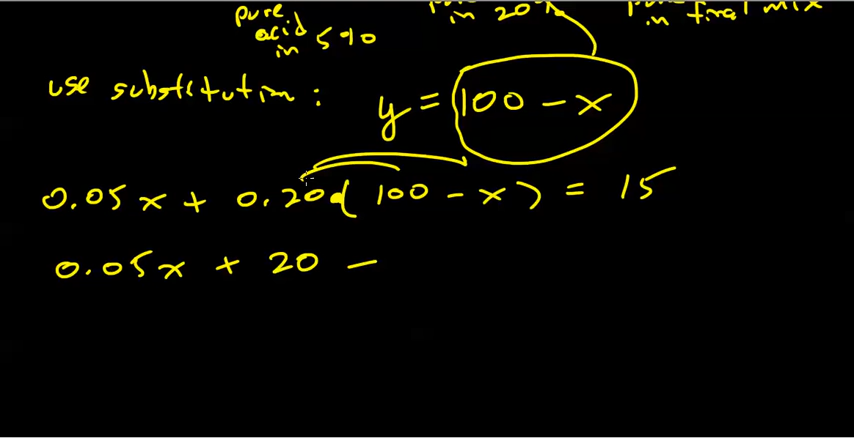 pure acid in 5%
in 20%
in final mix
use substitution : y = 100 - x
0.05x + 0.20(100 - x) = 15
0.05x + 20 -